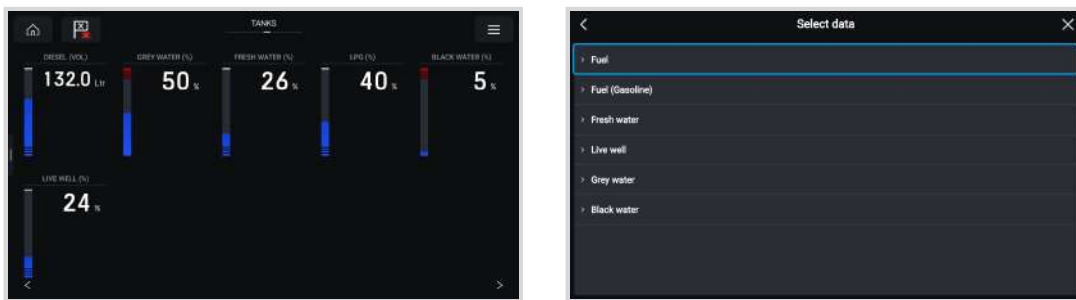 TANKS
DIESEL (VOL)
132.0 Ltr
GREY WATER (%)
50 %
FRESH WATER (%)
26 %
LPG (%)
40 %
BLACK WATER (%)
5 %
LIVE WELL (%)
24 %
Select data
Fuel
Fuel (Gasoline)
Fresh water
Live well
Grey water
Black water